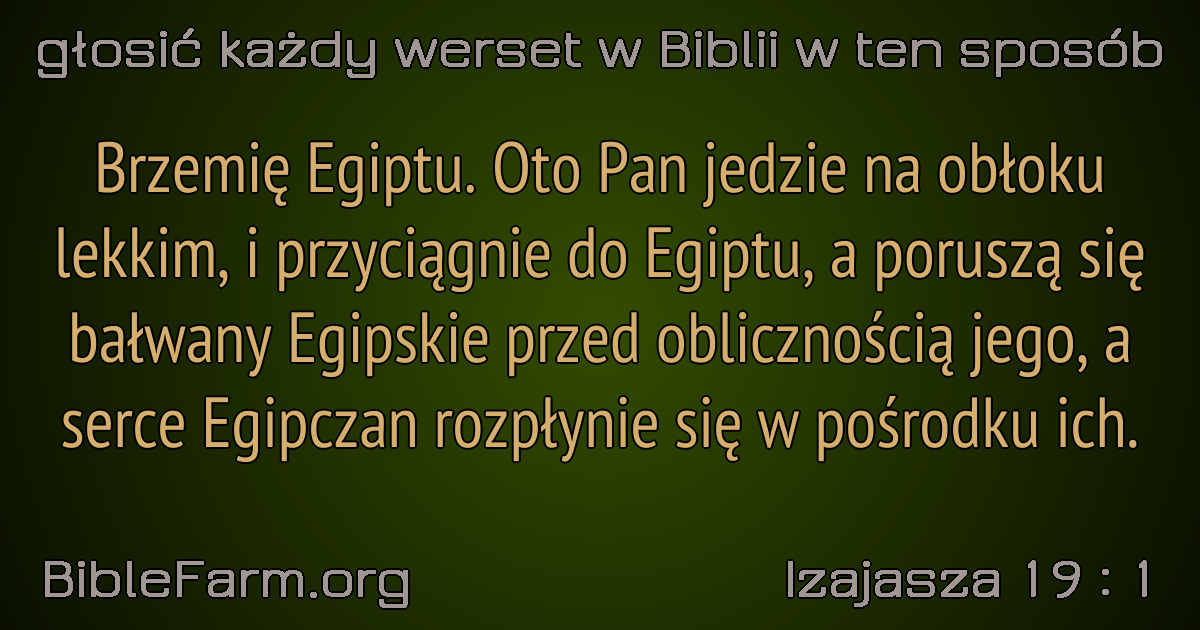 głosić każdy werset w Biblii w ten sposób
Brzemię Egiptu. Oto Pan jedzie na obłoku
lekkim, i przyciągnie do Egiptu, a poruszą się
bałwany Egipskie przed oblicznością jego, a
serce Egipczan rozpłynie się w pośrodku ich.
BibleFarm.org
Izajasza 19 : 1